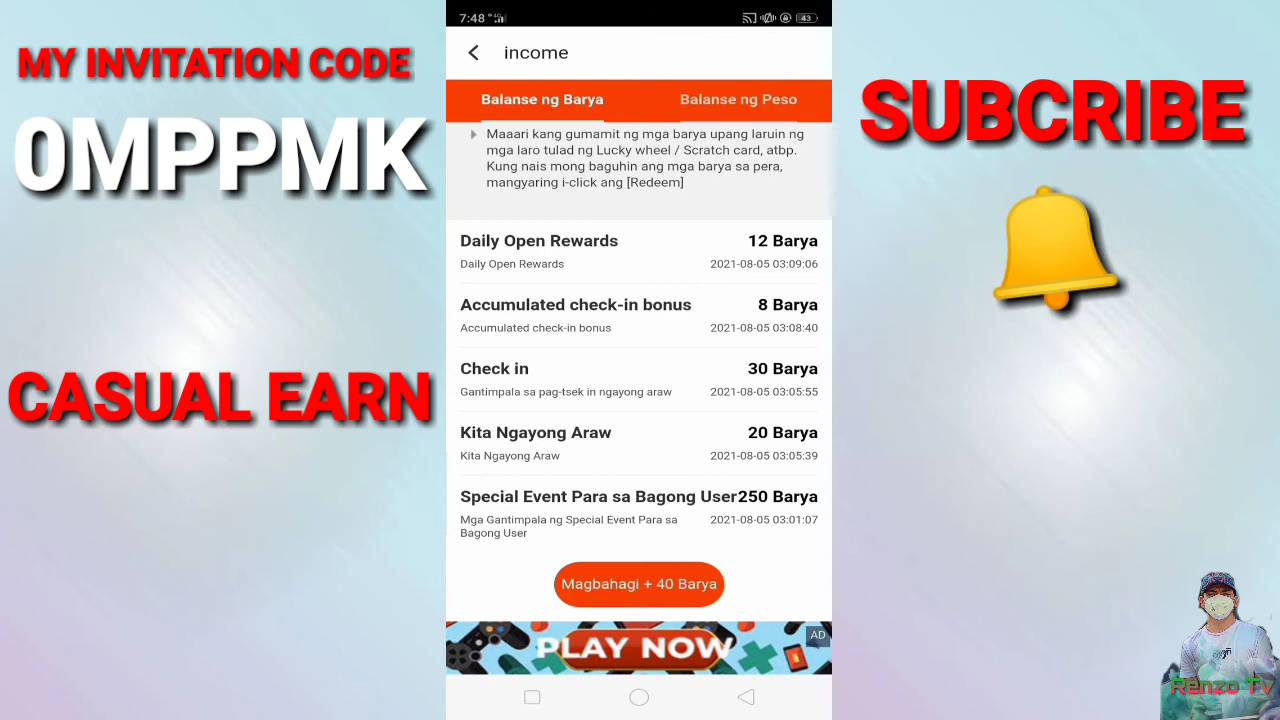 MY INVITATION CODE
0MPPMK
CASUAL EARN
7:48
4G
43
income
Balanse ng Barya
Balanse ng Peso
Maaari kang gumamit ng mga barya upang laruin ng
mga laro tulad ng Lucky wheel / Scratch card, atbp.
Kung nais mong baguhin ang mga barya sa pera,
mangyaring i-click ang [Redeem]
Daily Open Rewards 12 Barya
Daily Open Rewards 2021-08-05 03:09:06
Accumulated check-in bonus 8 Barya
Accumulated check-in bonus 2021-08-05 03:08:40
Check in 30 Barya
Gantimpala sa pag-tsek in ngayong araw 2021-08-05 03:05:55
Kita Ngayong Araw 20 Barya
Kita Ngayong Araw 2021-08-05 03:05:39
Special Event Para sa Bagong User 250 Barya
Mga Gantimpala ng Special Event Para sa 2021-08-05 03:01:07
Bagong User
Magbahagi + 40 Barya
PLAY NOW
AD
SUBCRIBE
Renzo Tv